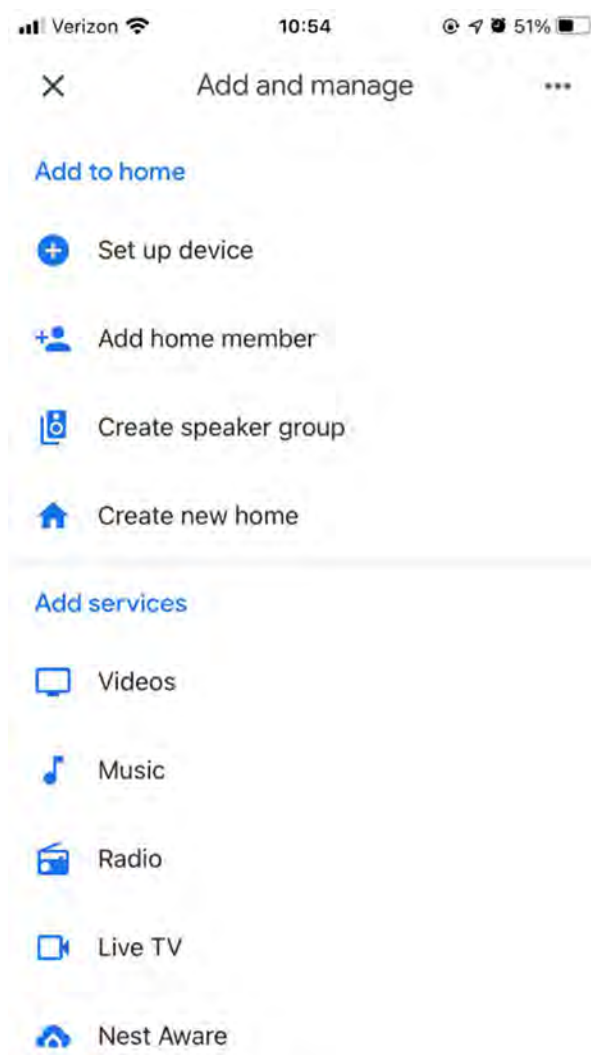 Verizon 10:54 51%
Add and manage
Add to home
Set up device
Add home member
Create speaker group
Create new home
Add services
Videos
Music
Radio
Live TV
Nest Aware